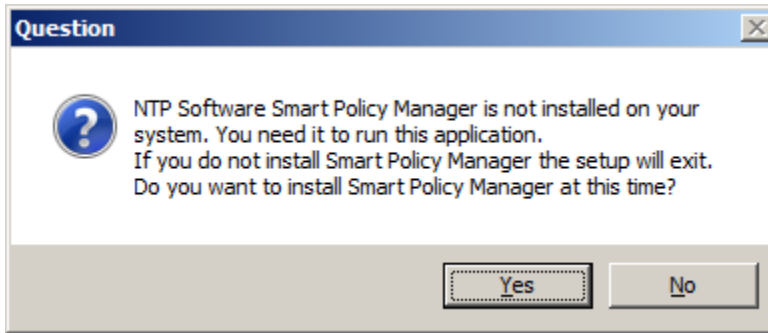 Question
NTP Software Smart Policy Manager is not installed on your
system. You need it to run this application.
If you do not install Smart Policy Manager the setup will exit.
Do you want to install Smart Policy Manager at this time?
Yes No